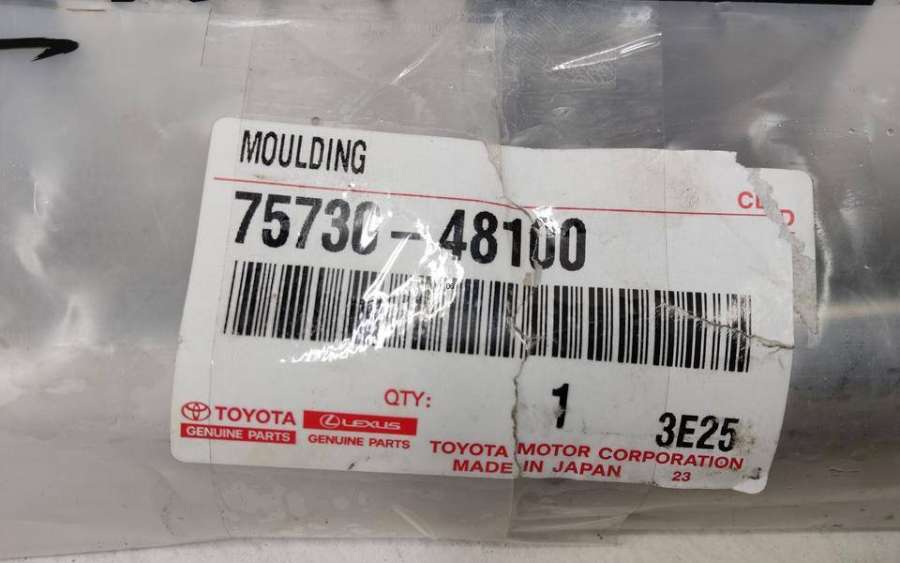 MOULDING
75730-48100
QTY: 1
3E25
TOYOTA
GENUINE PARTS
LEXUS
GENUINE PARTS
TOYOTA MOTOR CORPORATION
MADE IN JAPAN 23